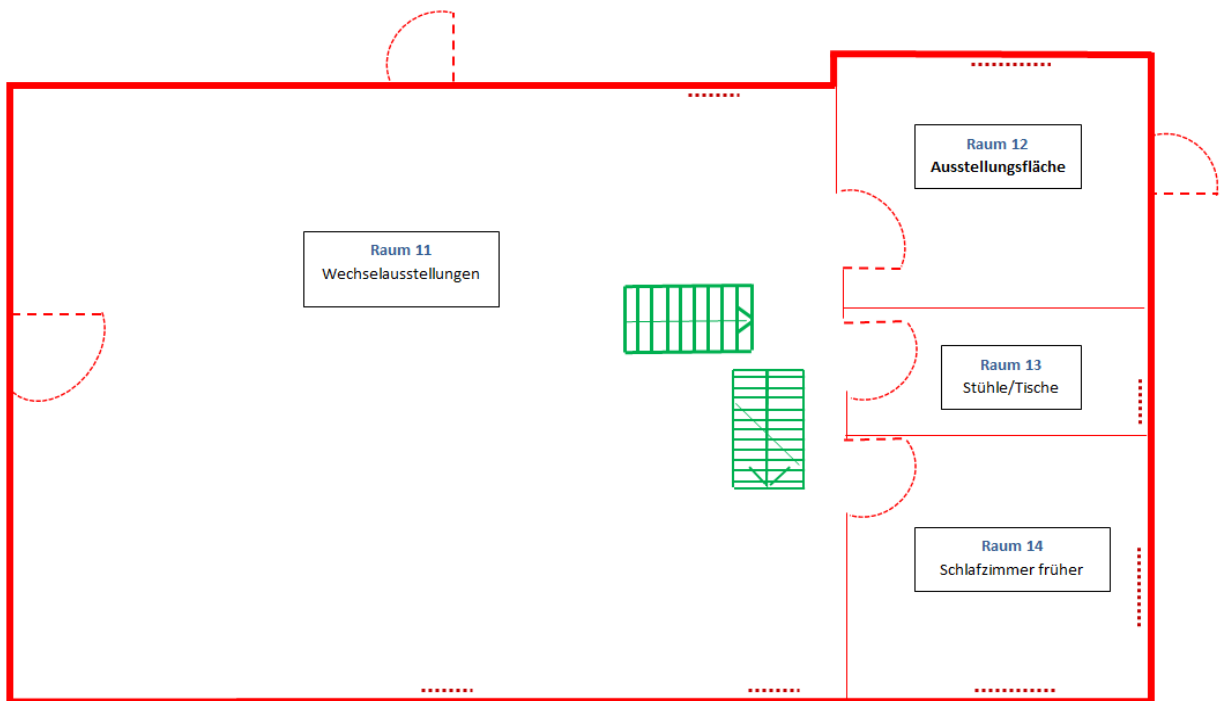 Raum 12
Ausstellungsfläche
Raum 11
Wechselausstellungen
Raum 13
Stühle/Tische
Raum 14
Schlafzimmer früher